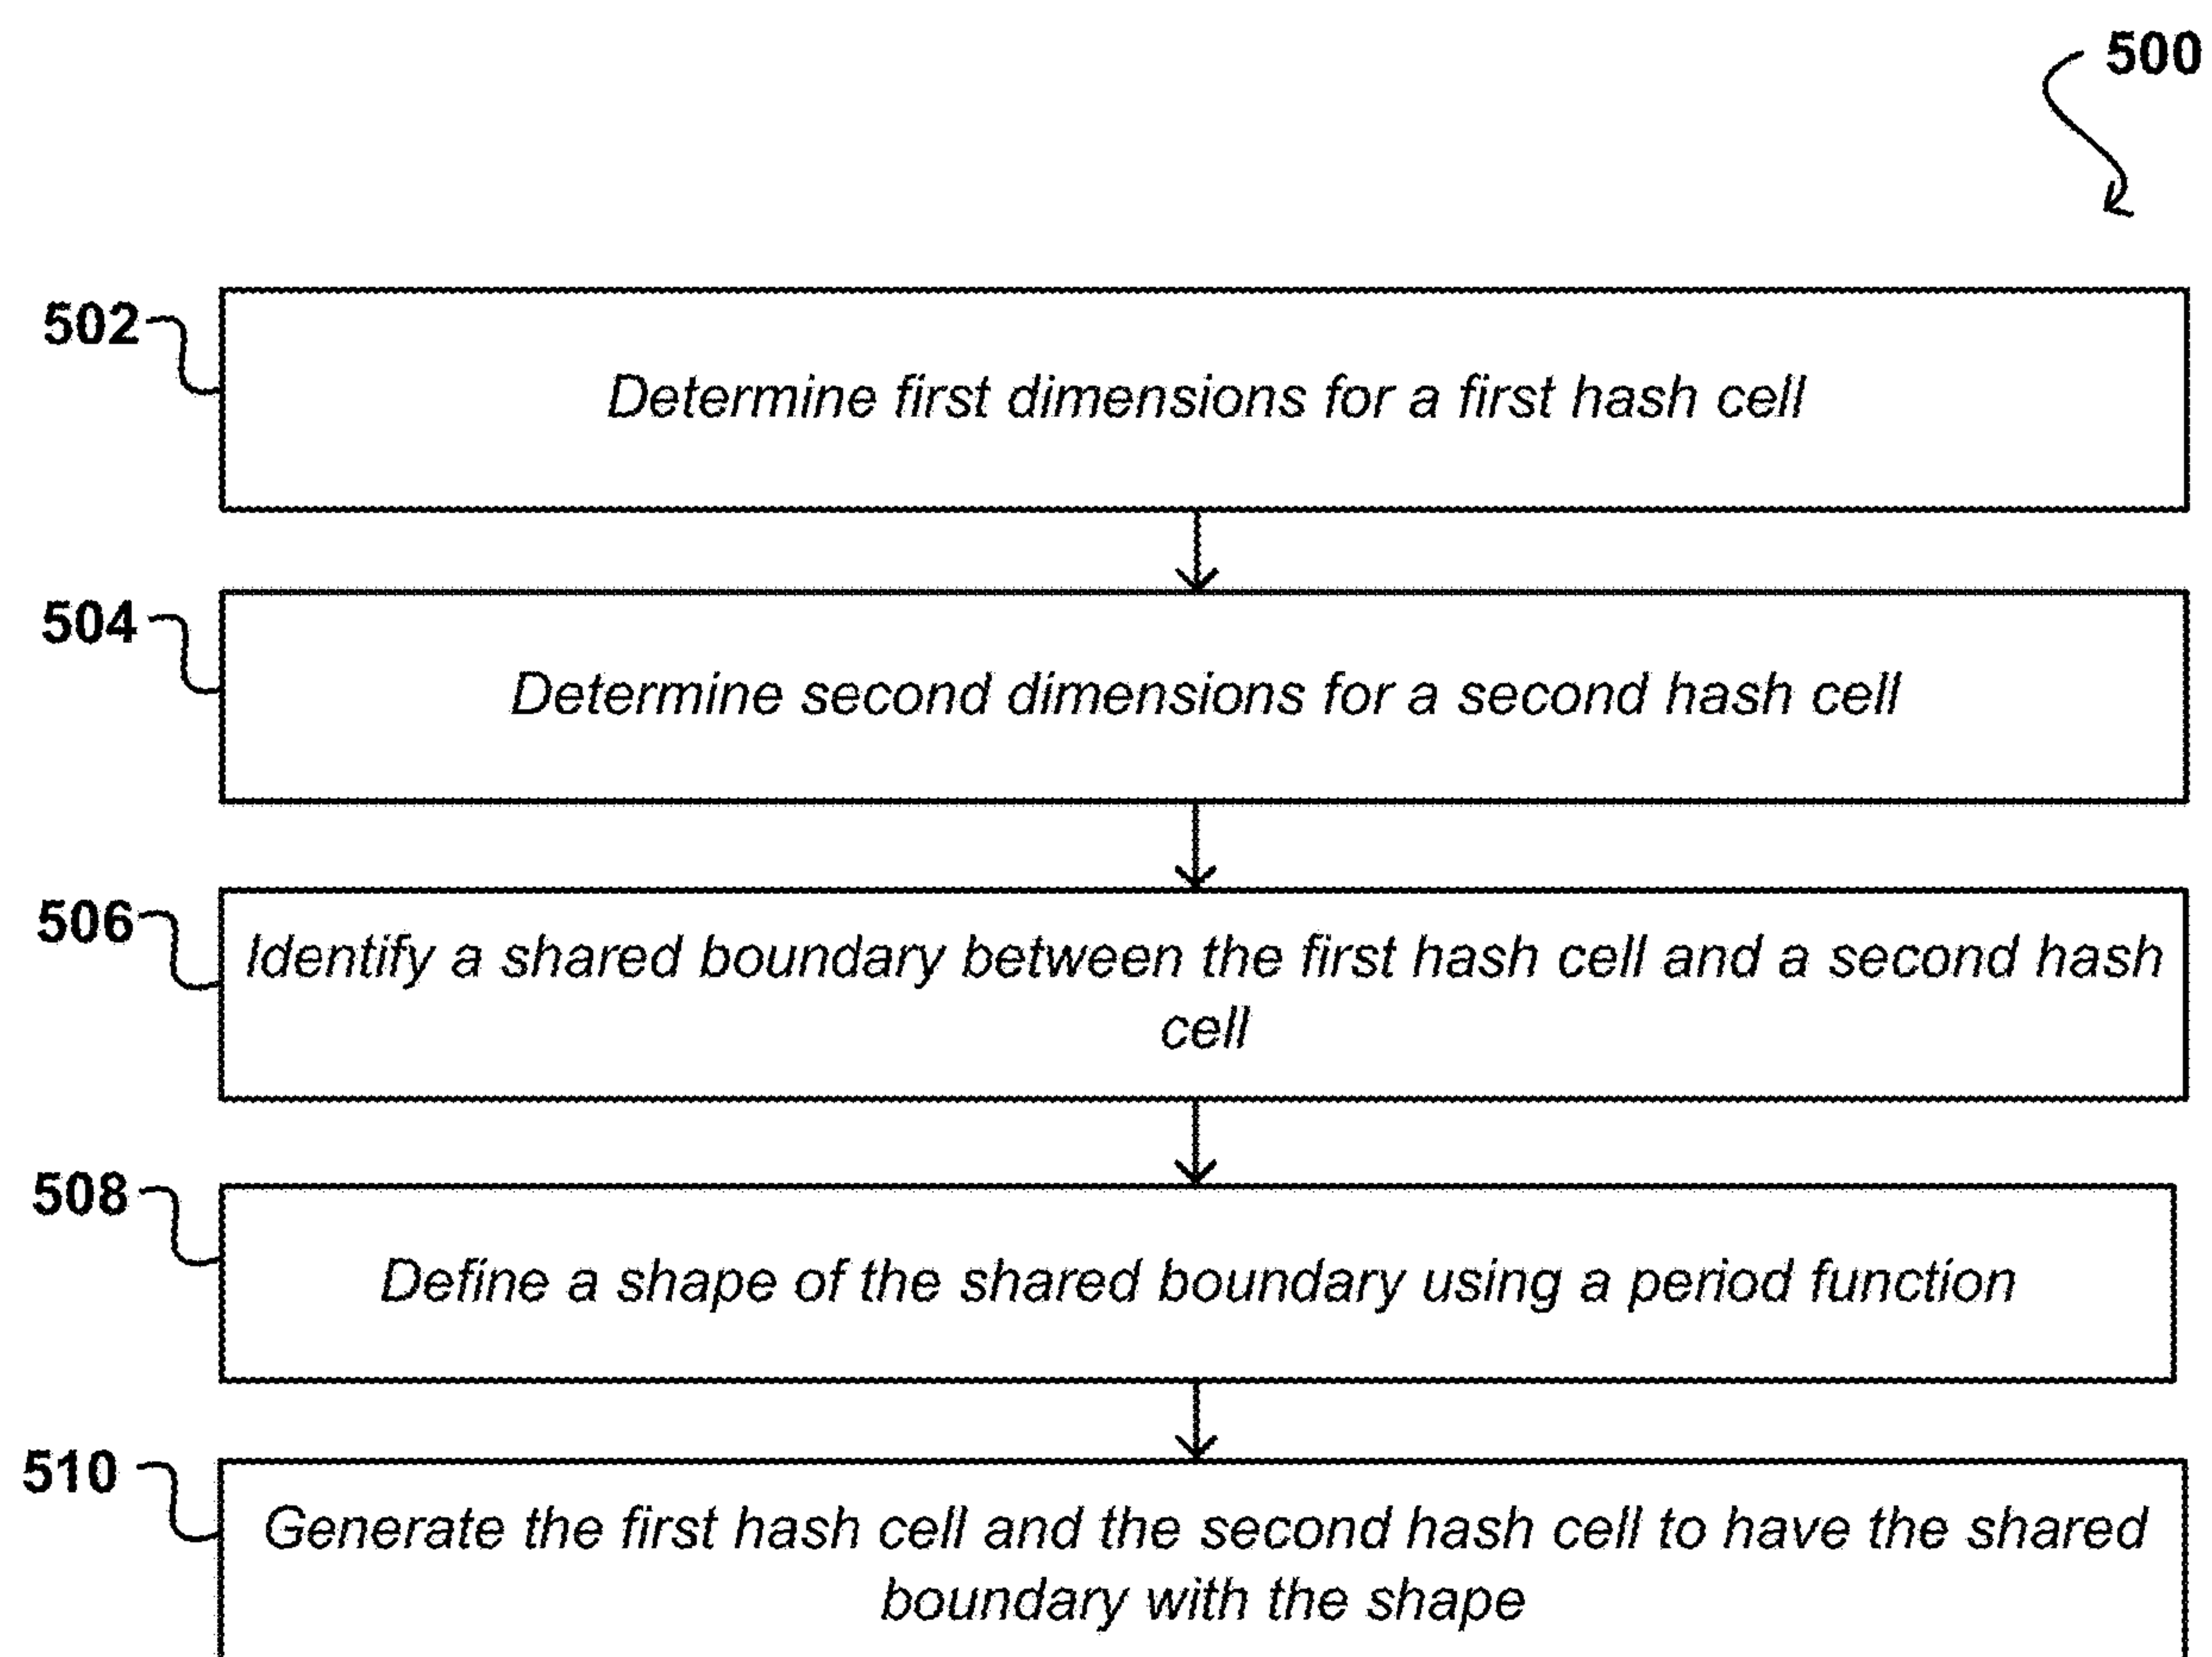 500
502
Determine first dimensions for a first hash cell
504
Determine second dimensions for a second hash cell
506
Identify a shared boundary between the first hash cell and a second hash
cell
508
Define a shape of the shared boundary using a period function
510
Generate the first hash cell and the second hash cell to have the shared
boundary with the shape